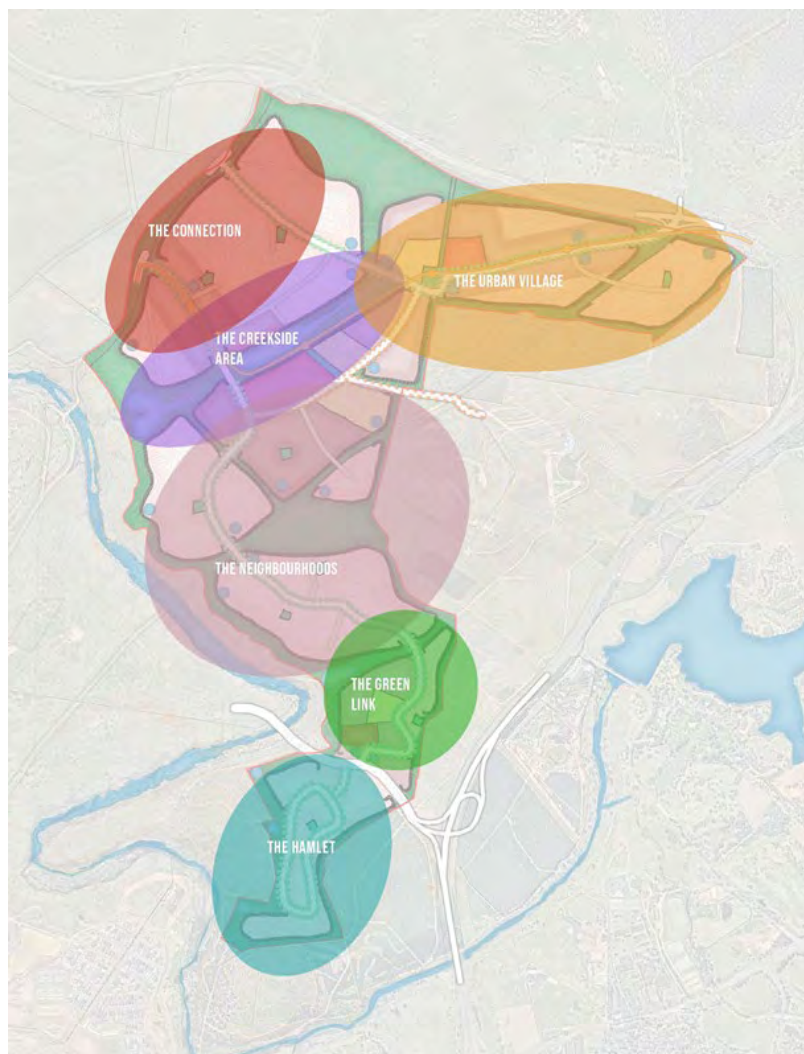 THE CONNECTION
THE URBAN VILLAGE
THE CREEKSIDE
AREA
THE NEIGHBOURHOODS
THE GREEN
LINK
THE HAMLET